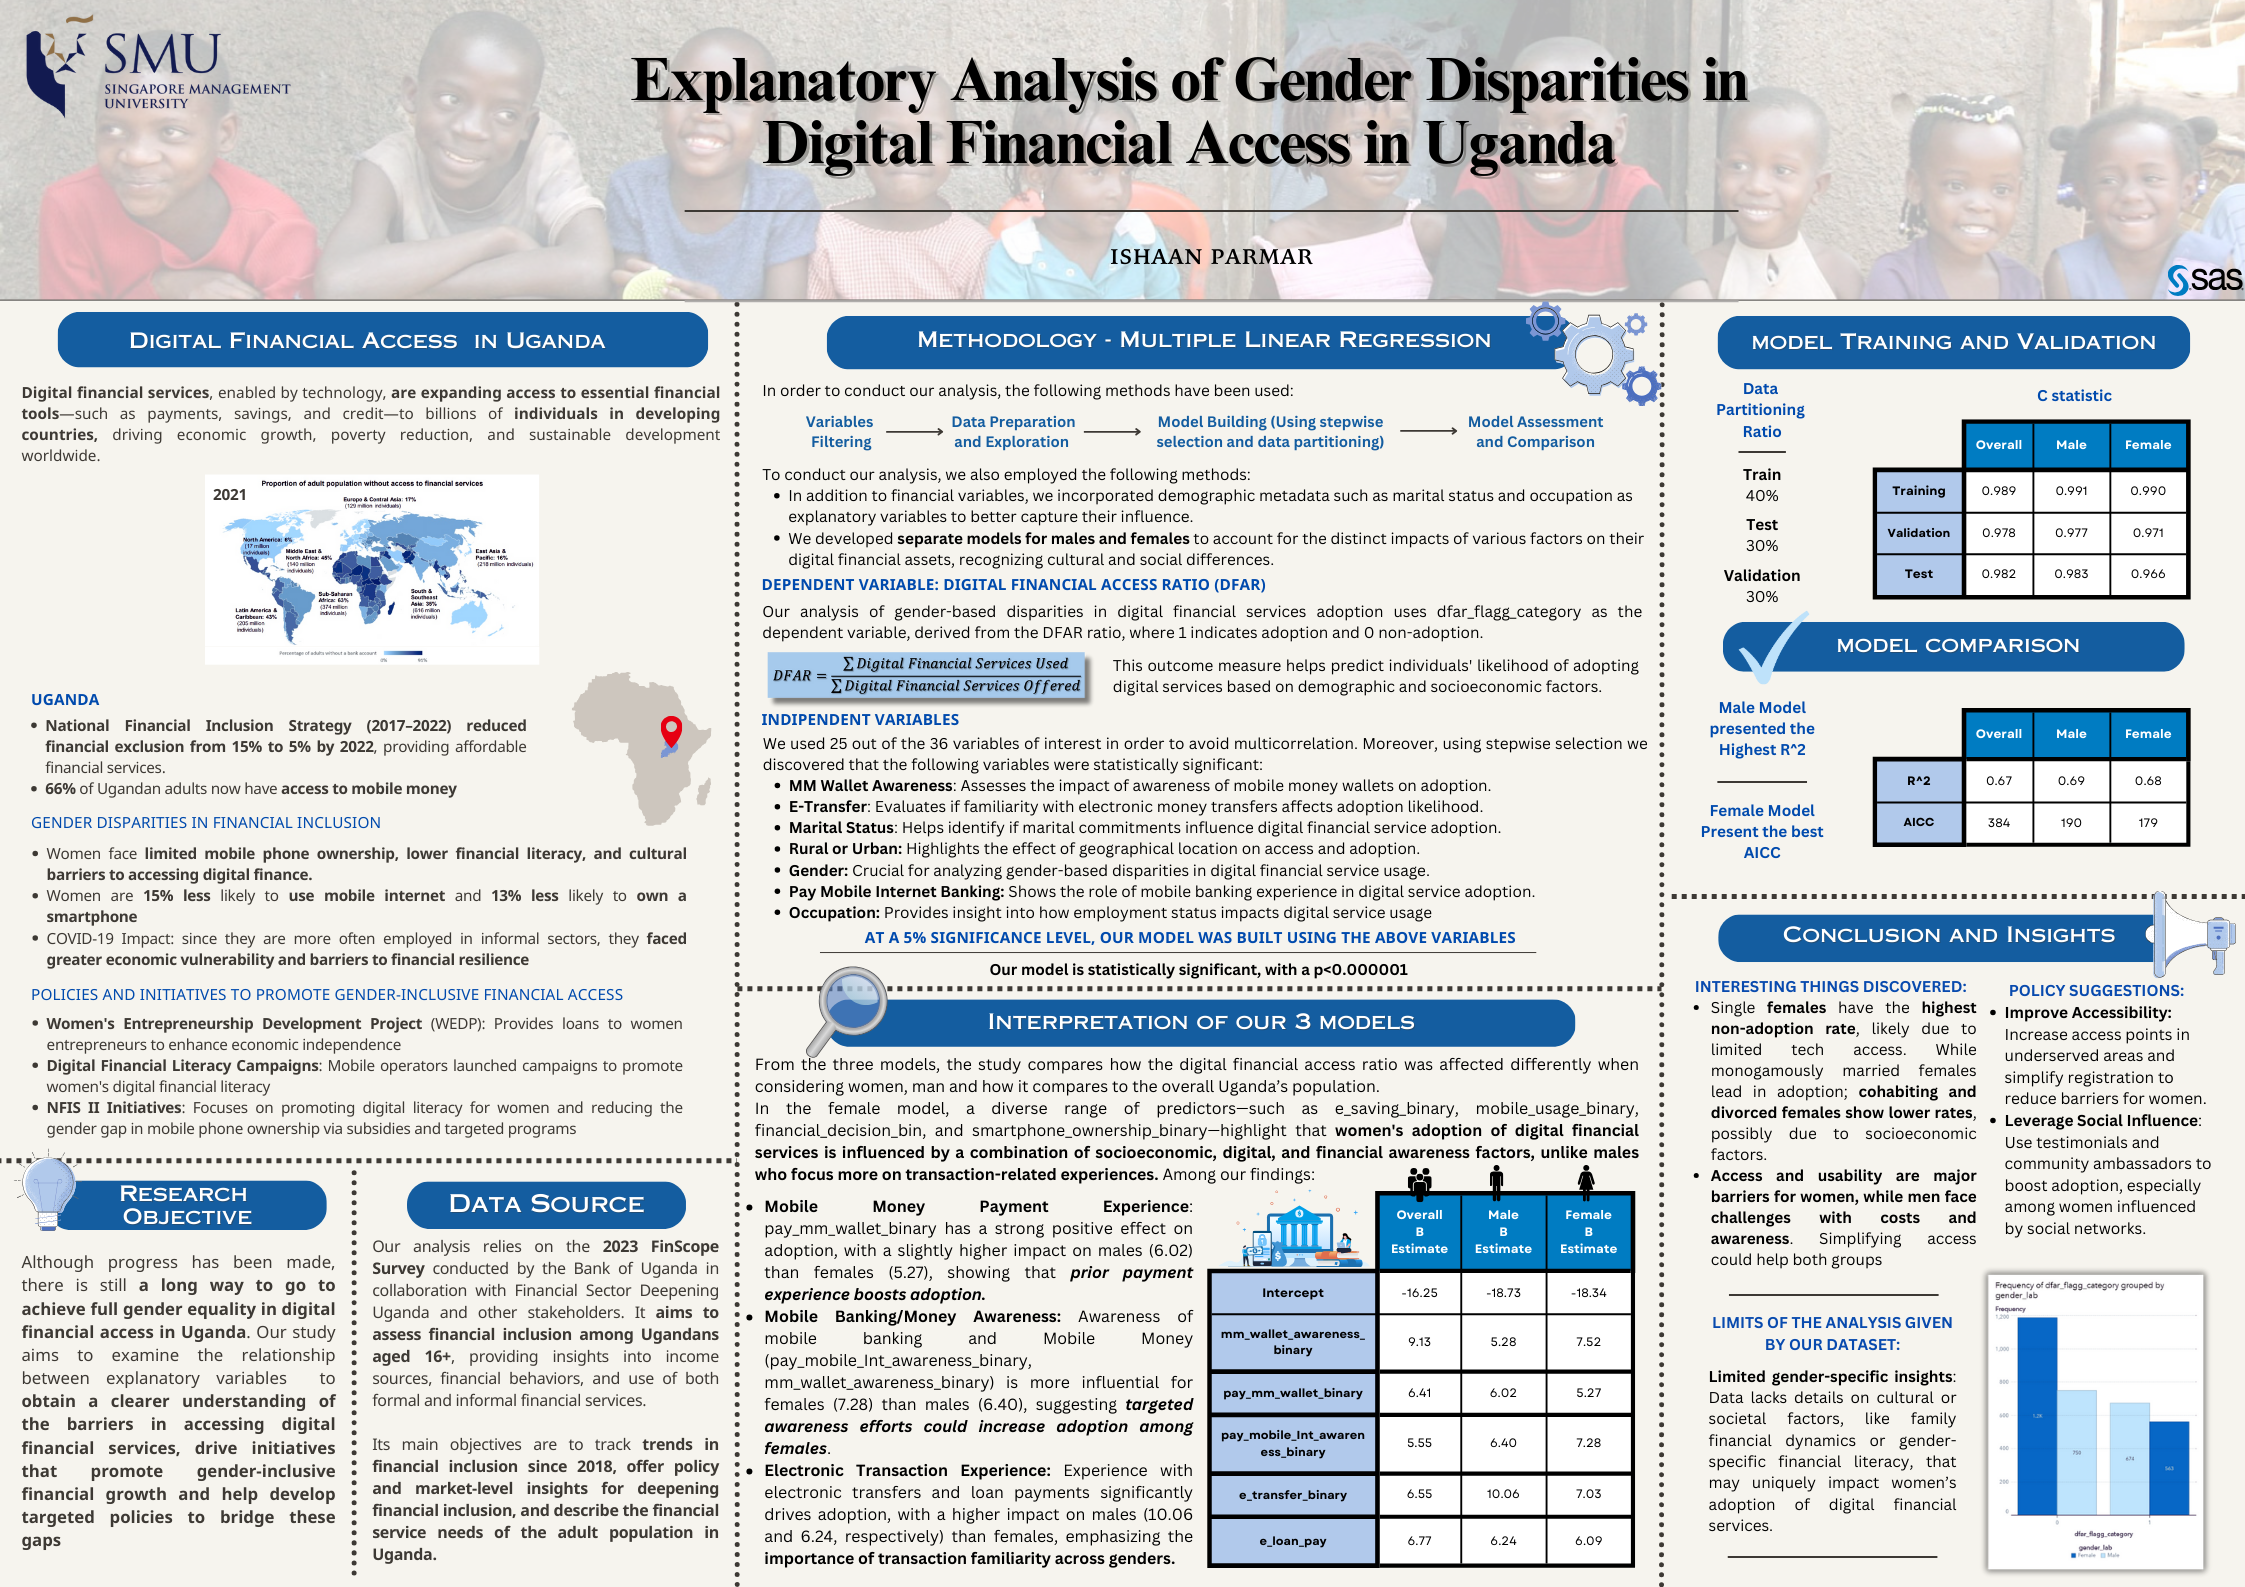 SMU
SINGAPORE MANAGEMENT
UNIVERSITY
Explanatory Analysis of Gender Disparities in
Digital Financial Access in Uganda
ISHAAN PARMAR
sas
DIGITAL FINANCIAL ACCESS IN UGANDA
Digital financial services, enabled by technology, are expanding access to essential financial
tools—such as payments, savings, and credit—to billions of individuals in developing
countries, driving economic growth, poverty reduction, and sustainable development
worldwide.
2021
Proportion of adult population without access to financial services
Europe & Central Asia: 17%
(129 million individuals)
North America: 6%
(17 million
individuals)
Middle East &
North Africa: 45%
(140 million
individuals)
East Asia &
Pacific: 16%
(218 million individuals)
Sub-Saharan
Africa: 63%
(374 million
individuals)
South &
Southeast
Asia: 35%
(616 million
individuals)
Latin America &
Caribbean: 43%
(205 million
individuals)
Percentage of adults without a bank account
UGANDA
• National Financial Inclusion Strategy (2017–2022) reduced
financial exclusion from 15% to 5% by 2022, providing affordable
financial services.
• 66% of Ugandan adults now have access to mobile money
GENDER DISPARITIES IN FINANCIAL INCLUSION
• Women face limited mobile phone ownership, lower financial literacy, and cultural
barriers to accessing digital finance.
• Women are 15% less likely to use mobile internet and 13% less likely to own a
smartphone
• COVID-19 Impact: since they are more often employed in informal sectors, they faced
greater economic vulnerability and barriers to financial resilience
POLICIES AND INITIATIVES TO PROMOTE GENDER-INCLUSIVE FINANCIAL ACCESS
• Women's Entrepreneurship Development Project (WEDP): Provides loans to women
entrepreneurs to enhance economic independence
• Digital Financial Literacy Campaigns: Mobile operators launched campaigns to promote
women's digital financial literacy
• NFIS II Initiatives: Focuses on promoting digital literacy for women and reducing the
gender gap in mobile phone ownership via subsidies and targeted programs
RESEARCH
OBJECTIVE
Although progress has been made,
there is still a long way to go to
achieve full gender equality in digital
financial access in Uganda. Our study
aims to examine the relationship
between explanatory variables to
obtain a clearer understanding of
the barriers in accessing digital
financial services, drive initiatives
that promote gender-inclusive
financial growth and help develop
targeted policies to bridge these
gaps
DATA SOURCE
Our analysis relies on the 2023 FinScope
Survey conducted by the Bank of Uganda in
collaboration with Financial Sector Deepening
Uganda and other stakeholders. It aims to
assess financial inclusion among Ugandans
aged 16+, providing insights into income
sources, financial behaviors, and use of both
formal and informal financial services.
Its main objectives are to track trends in
financial inclusion since 2018, offer policy
and market-level insights for deepening
financial inclusion, and describe the financial
service needs of the adult population in
Uganda.
METHODOLOGY - MULTIPLE LINEAR REGRESSION
In order to conduct our analysis, the following methods have been used:
Variables
Filtering
Data Preparation
and Exploration
Model Building (Using stepwise
selection and data partitioning)
Model Assessment
and Comparison
To conduct our analysis, we also employed the following methods:
• In addition to financial variables, we incorporated demographic metadata such as marital status and occupation as
explanatory variables to better capture their influence.
• We developed separate models for males and females to account for the distinct impacts of various factors on their
digital financial assets, recognizing cultural and social differences.
DEPENDENT VARIABLE: DIGITAL FINANCIAL ACCESS RATIO (DFAR)
Our analysis of gender-based disparities in digital financial services adoption uses dfar_flagg_category as the
dependent variable, derived from the DFAR ratio, where 1 indicates adoption and 0 non-adoption.
DFAR = ∑ Digital Financial Services Used
∑ Digital Financial Services Offered
This outcome measure helps predict individuals' likelihood of adopting
digital services based on demographic and socioeconomic factors.
INDIPENDENT VARIABLES
We used 25 out of the 36 variables of interest in order to avoid multicorrelation. Moreover, using stepwise selection we
discovered that the following variables were statistically significant:
• MM Wallet Awareness: Assesses the impact of awareness of mobile money wallets on adoption.
• E-Transfer: Evaluates if familiarity with electronic money transfers affects adoption likelihood.
• Marital Status: Helps identify if marital commitments influence digital financial service adoption.
• Rural or Urban: Highlights the effect of geographical location on access and adoption.
• Gender: Crucial for analyzing gender-based disparities in digital financial service usage.
• Pay Mobile Internet Banking: Shows the role of mobile banking experience in digital service adoption.
• Occupation: Provides insight into how employment status impacts digital service usage
AT A 5% SIGNIFICANCE LEVEL, OUR MODEL WAS BUILT USING THE ABOVE VARIABLES
Our model is statistically significant, with a p<0.000001
INTERPRETATION OF OUR 3 MODELS
From the three models, the study compares how the digital financial access ratio was affected differently when
considering women, man and how it compares to the overall Uganda's population.
In the female model, a diverse range of predictors—such as e_saving_binary, mobile_usage_binary,
financial_decision_bin, and smartphone_ownership_binary—highlight that women's adoption of digital financial
services is influenced by a combination of socioeconomic, digital, and financial awareness factors, unlike males
who focus more on transaction-related experiences. Among our findings:
• Mobile Money Payment Experience:
pay_mm_wallet_binary has a strong positive effect on
adoption, with a slightly higher impact on males (6.02)
than females (5.27), showing that prior payment
experience boosts adoption.
• Mobile Banking/Money Awareness: Awareness of
mobile banking and Mobile Money
(pay_mobile_Int_awareness_binary,
mm_wallet_awareness_binary) is more influential for
females (7.28) than males (6.40), suggesting targeted
awareness efforts could increase adoption among
females.
• Electronic Transaction Experience: Experience with
electronic transfers and loan payments significantly
drives adoption, with a higher impact on males (10.06
and 6.24, respectively) than females, emphasizing the
importance of transaction familiarity across genders.
Overall B Estimate Male B Estimate Female B Estimate
Intercept -16.25 -18.73 -18.34
mm_wallet_awareness_binary 9.13 5.28 7.52
pay_mm_wallet_binary 6.41 6.02 5.27
pay_mobile_Int_awareness_binary 5.55 6.40 7.28
e_transfer_binary 6.55 10.06 7.03
e_loan_pay 6.77 6.24 6.09
MODEL TRAINING AND VALIDATION
Data
Partitioning
Ratio
Train
40%
Test
30%
Validation
30%
C statistic
Overall Male Female
Training 0.989 0.991 0.990
Validation 0.978 0.977 0.971
Test 0.982 0.983 0.966
MODEL COMPARISON
Male Model
presented the
Highest R^2
Female Model
Present the best
AICC
Overall Male Female
R^2 0.67 0.69 0.68
AICC 384 190 179
CONCLUSION AND INSIGHTS
INTERESTING THINGS DISCOVERED:
• Single females have the highest
non-adoption rate, likely due to
limited tech access. While
monogamously married females
lead in adoption; cohabiting and
divorced females show lower rates,
possibly due to socioeconomic
factors.
• Access and usability are major
barriers for women, while men face
challenges with costs and
awareness. Simplifying access
could help both groups
POLICY SUGGESTIONS:
• Improve Accessibility:
Increase access points in
underserved areas and
simplify registration to
reduce barriers for women.
• Leverage Social Influence:
Use testimonials and
community ambassadors to
boost adoption, especially
among women influenced
by social networks.
LIMITS OF THE ANALYSIS GIVEN
BY OUR DATASET:
Limited gender-specific insights:
Data lacks details on cultural or
societal factors, like family
financial dynamics or gender-
specific financial literacy, that
may uniquely impact women's
adoption of digital financial
services.
Frequency of dfar_flagg_category grouped by
gender_lab
Frequency
1,200
1,000
800
600
400
200
0
750
674
563
0 1
dfar_flagg_category
gender_lab
Female Male